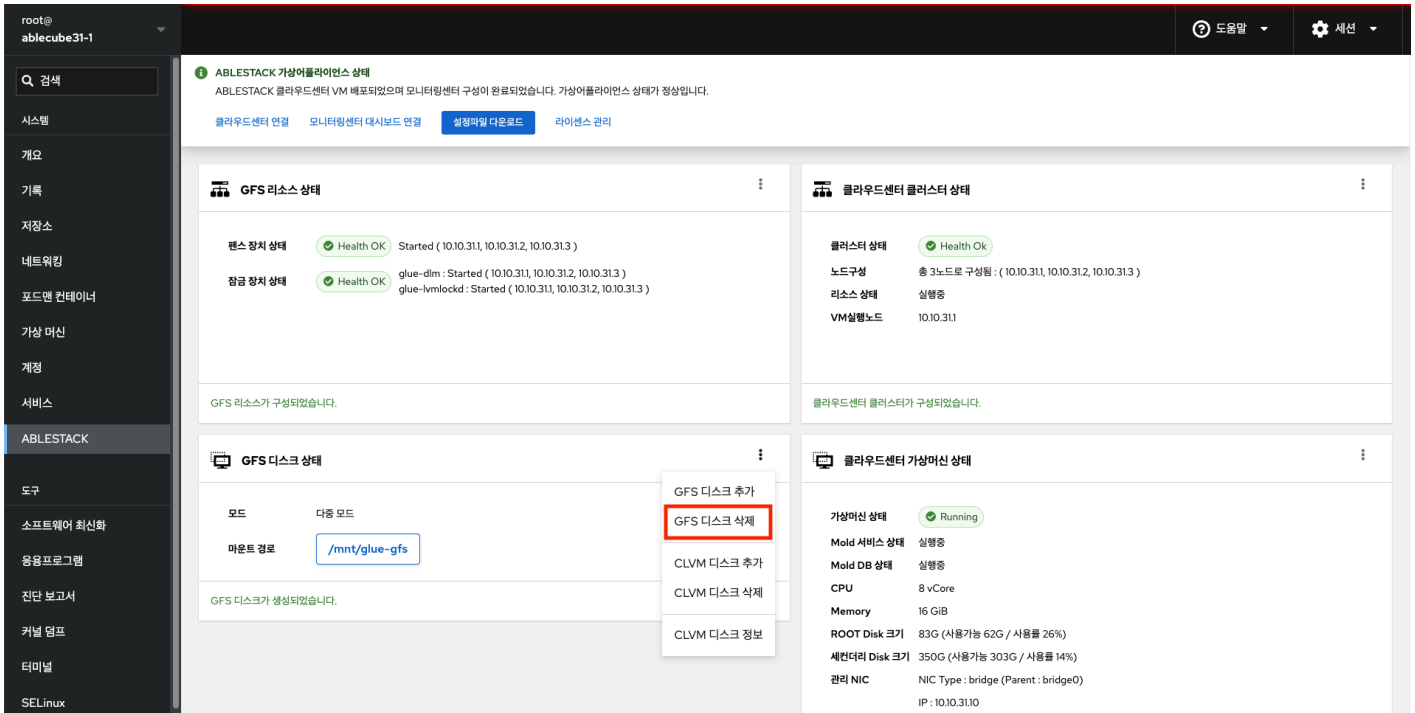 root@
ablecube31-1
도움말
세션
검색
시스템
개요
기록
저장소
네트워킹
포드맨 컨테이너
가상 머신
계정
서비스
ABLESTACK
도구
소프트웨어 최신화
응용프로그램
진단 보고서
커널 덤프
터미널
SELinux
ABLESTACK 가상어플라이언스 상태
ABLESTACK 클라우드센터 VM 배포되었으며 모니터링센터 구성이 완료되었습니다. 가상어플라이언스 상태가 정상입니다.
클라우드센터 연결 모니터링센터 대시보드 연결 설정파일 다운로드 라이센스 관리
GFS 리소스 상태
펜스 장치 상태 Health OK Started ( 10.10.31.1, 10.10.31.2, 10.10.31.3 )
잠금 장치 상태 Health OK glue-dlm : Started ( 10.10.31.1, 10.10.31.2, 10.10.31.3 )
glue-lvmlockd : Started ( 10.10.31.1, 10.10.31.2, 10.10.31.3 )
GFS 리소스가 구성되었습니다.
클라우드센터 클러스터 상태
클러스터 상태 Health Ok
노드구성 총 3노드로 구성됨 : ( 10.10.31.1, 10.10.31.2, 10.10.31.3 )
리소스 상태 실행중
VM실행노드 10.10.31.1
클라우드센터 클러스터가 구성되었습니다.
GFS 디스크 상태
모드 다중 모드
마운트 경로 /mnt/glue-gfs
GFS 디스크가 생성되었습니다.
GFS 디스크 추가
GFS 디스크 삭제
CLVM 디스크 추가
CLVM 디스크 삭제
CLVM 디스크 정보
클라우드센터 가상머신 상태
가상머신 상태 Running
Mold 서비스 상태 실행중
Mold DB 상태 실행중
CPU 8 vCore
Memory 16 GiB
ROOT Disk 크기 83G (사용가능 62G / 사용률 26%)
세컨더리 Disk 크기 350G (사용가능 303G / 사용률 14%)
관리 NIC NIC Type : bridge (Parent : bridge0)
IP : 10.10.31.10